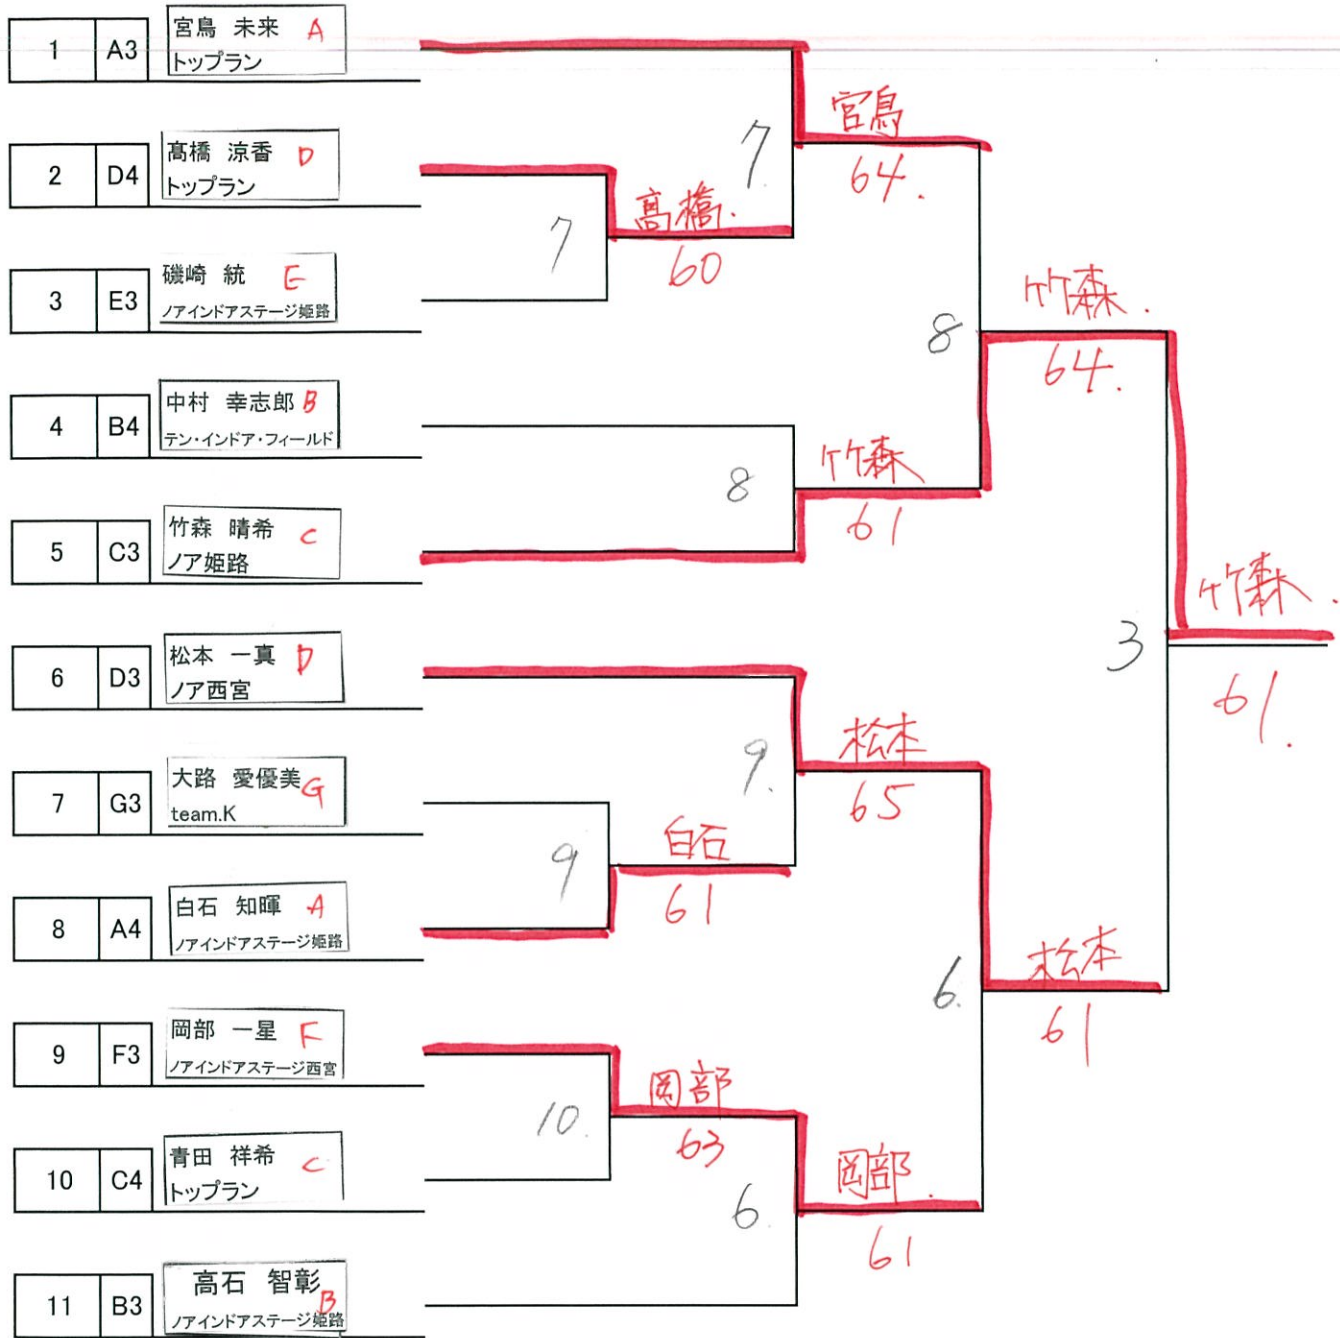 1 A3 宮鳥 未来 A
トップラン
2 D4 髙橋 涼香 D
トップラン
3 E3 磯崎 統 E
ノアインドアステージ姫路
4 B4 中村 幸志郎 B
テン・インドア・フィールド
5 C3 竹森 晴希 C
ノア姫路
6 D3 松本 一真 D
ノア西宮
7 G3 大路 愛優美 G
team.K
8 A4 白石 知暉 A
ノアインドアステージ姫路
9 F3 岡部 一星 F
ノアインドアステージ西宮
10 C4 青田 祥希 C
トップラン
11 B3 高石 智彰 B
ノアインドアステージ姫路
7
髙橋.
60
9
白石
61
10.
岡部
63
7.
宮鳥
64.
8
竹森
61
9.
松本
65
6.
岡部.
61
8
竹森.
64.
6.
松本
61
3
竹森.
61.